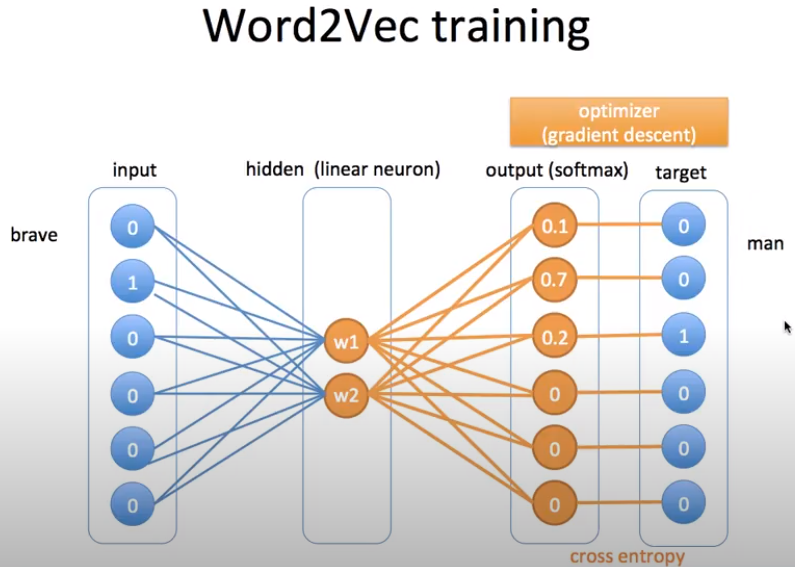 Word2Vec training
optimizer
(gradient descent)
input
hidden (linear neuron)
output (softmax)
target
brave
man
0
1
0
0
0
0
w1
w2
0.1
0.7
0.2
0
0
0
0
0
1
0
0
0
cross entropy